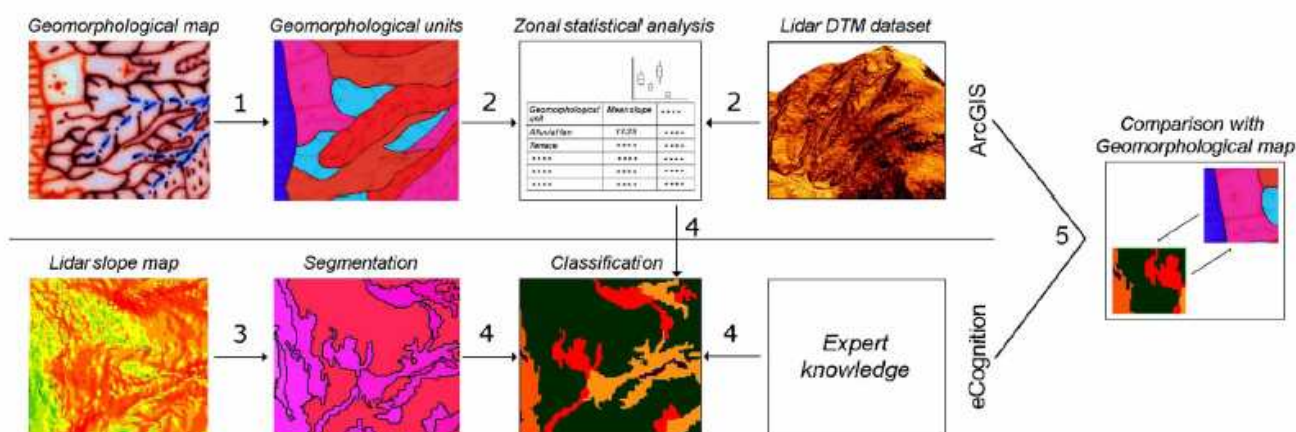 Geomorphological map
Geomorphological units
Zonal statistical analysis
Lidar DTM dataset
1
2
2
Geomorphological unit
Mean slope
Alluvial fan
Terrace
ArcGIS
Comparison with
Geomorphological map
4
5
Lidar slope map
Segmentation
Classification
3
4
4
Expert
knowledge
eCognition